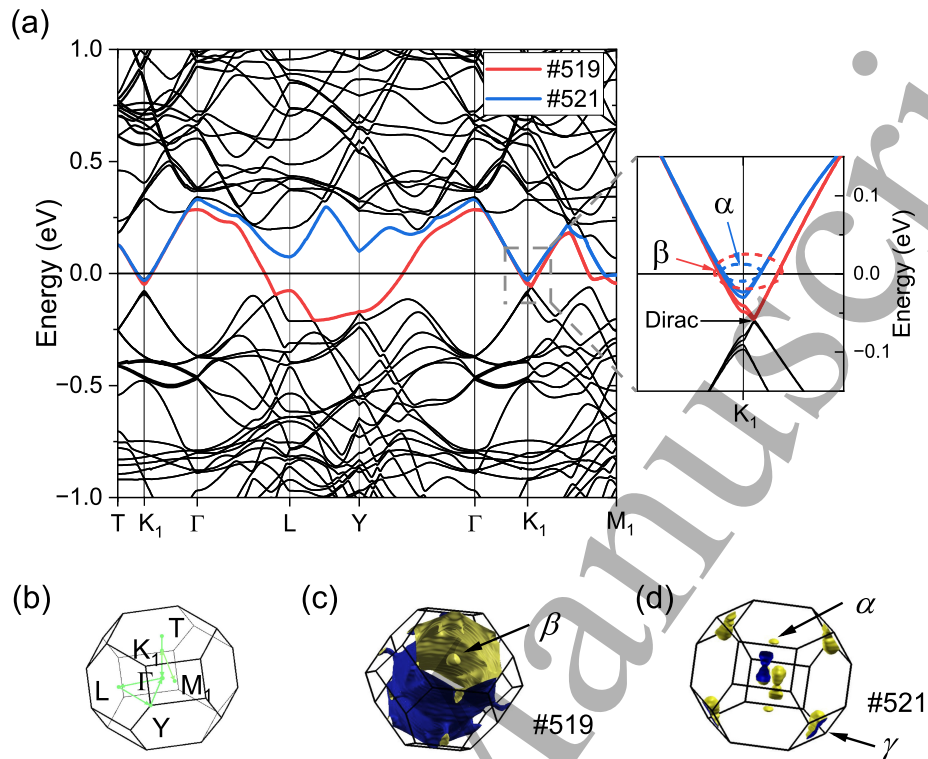 (a)
#519
#521
1.0
0.5
0.0
−0.5
−1.0
Energy (eV)
T K₁ Γ L Y Γ K₁ M₁
α
β
Dirac
0.1
0.0
−0.1
Energy (eV)
K₁
(b)
T
K₁
L Γ M₁
Y
(c)
β
#519
(d)
α
#521
γ
anuscri